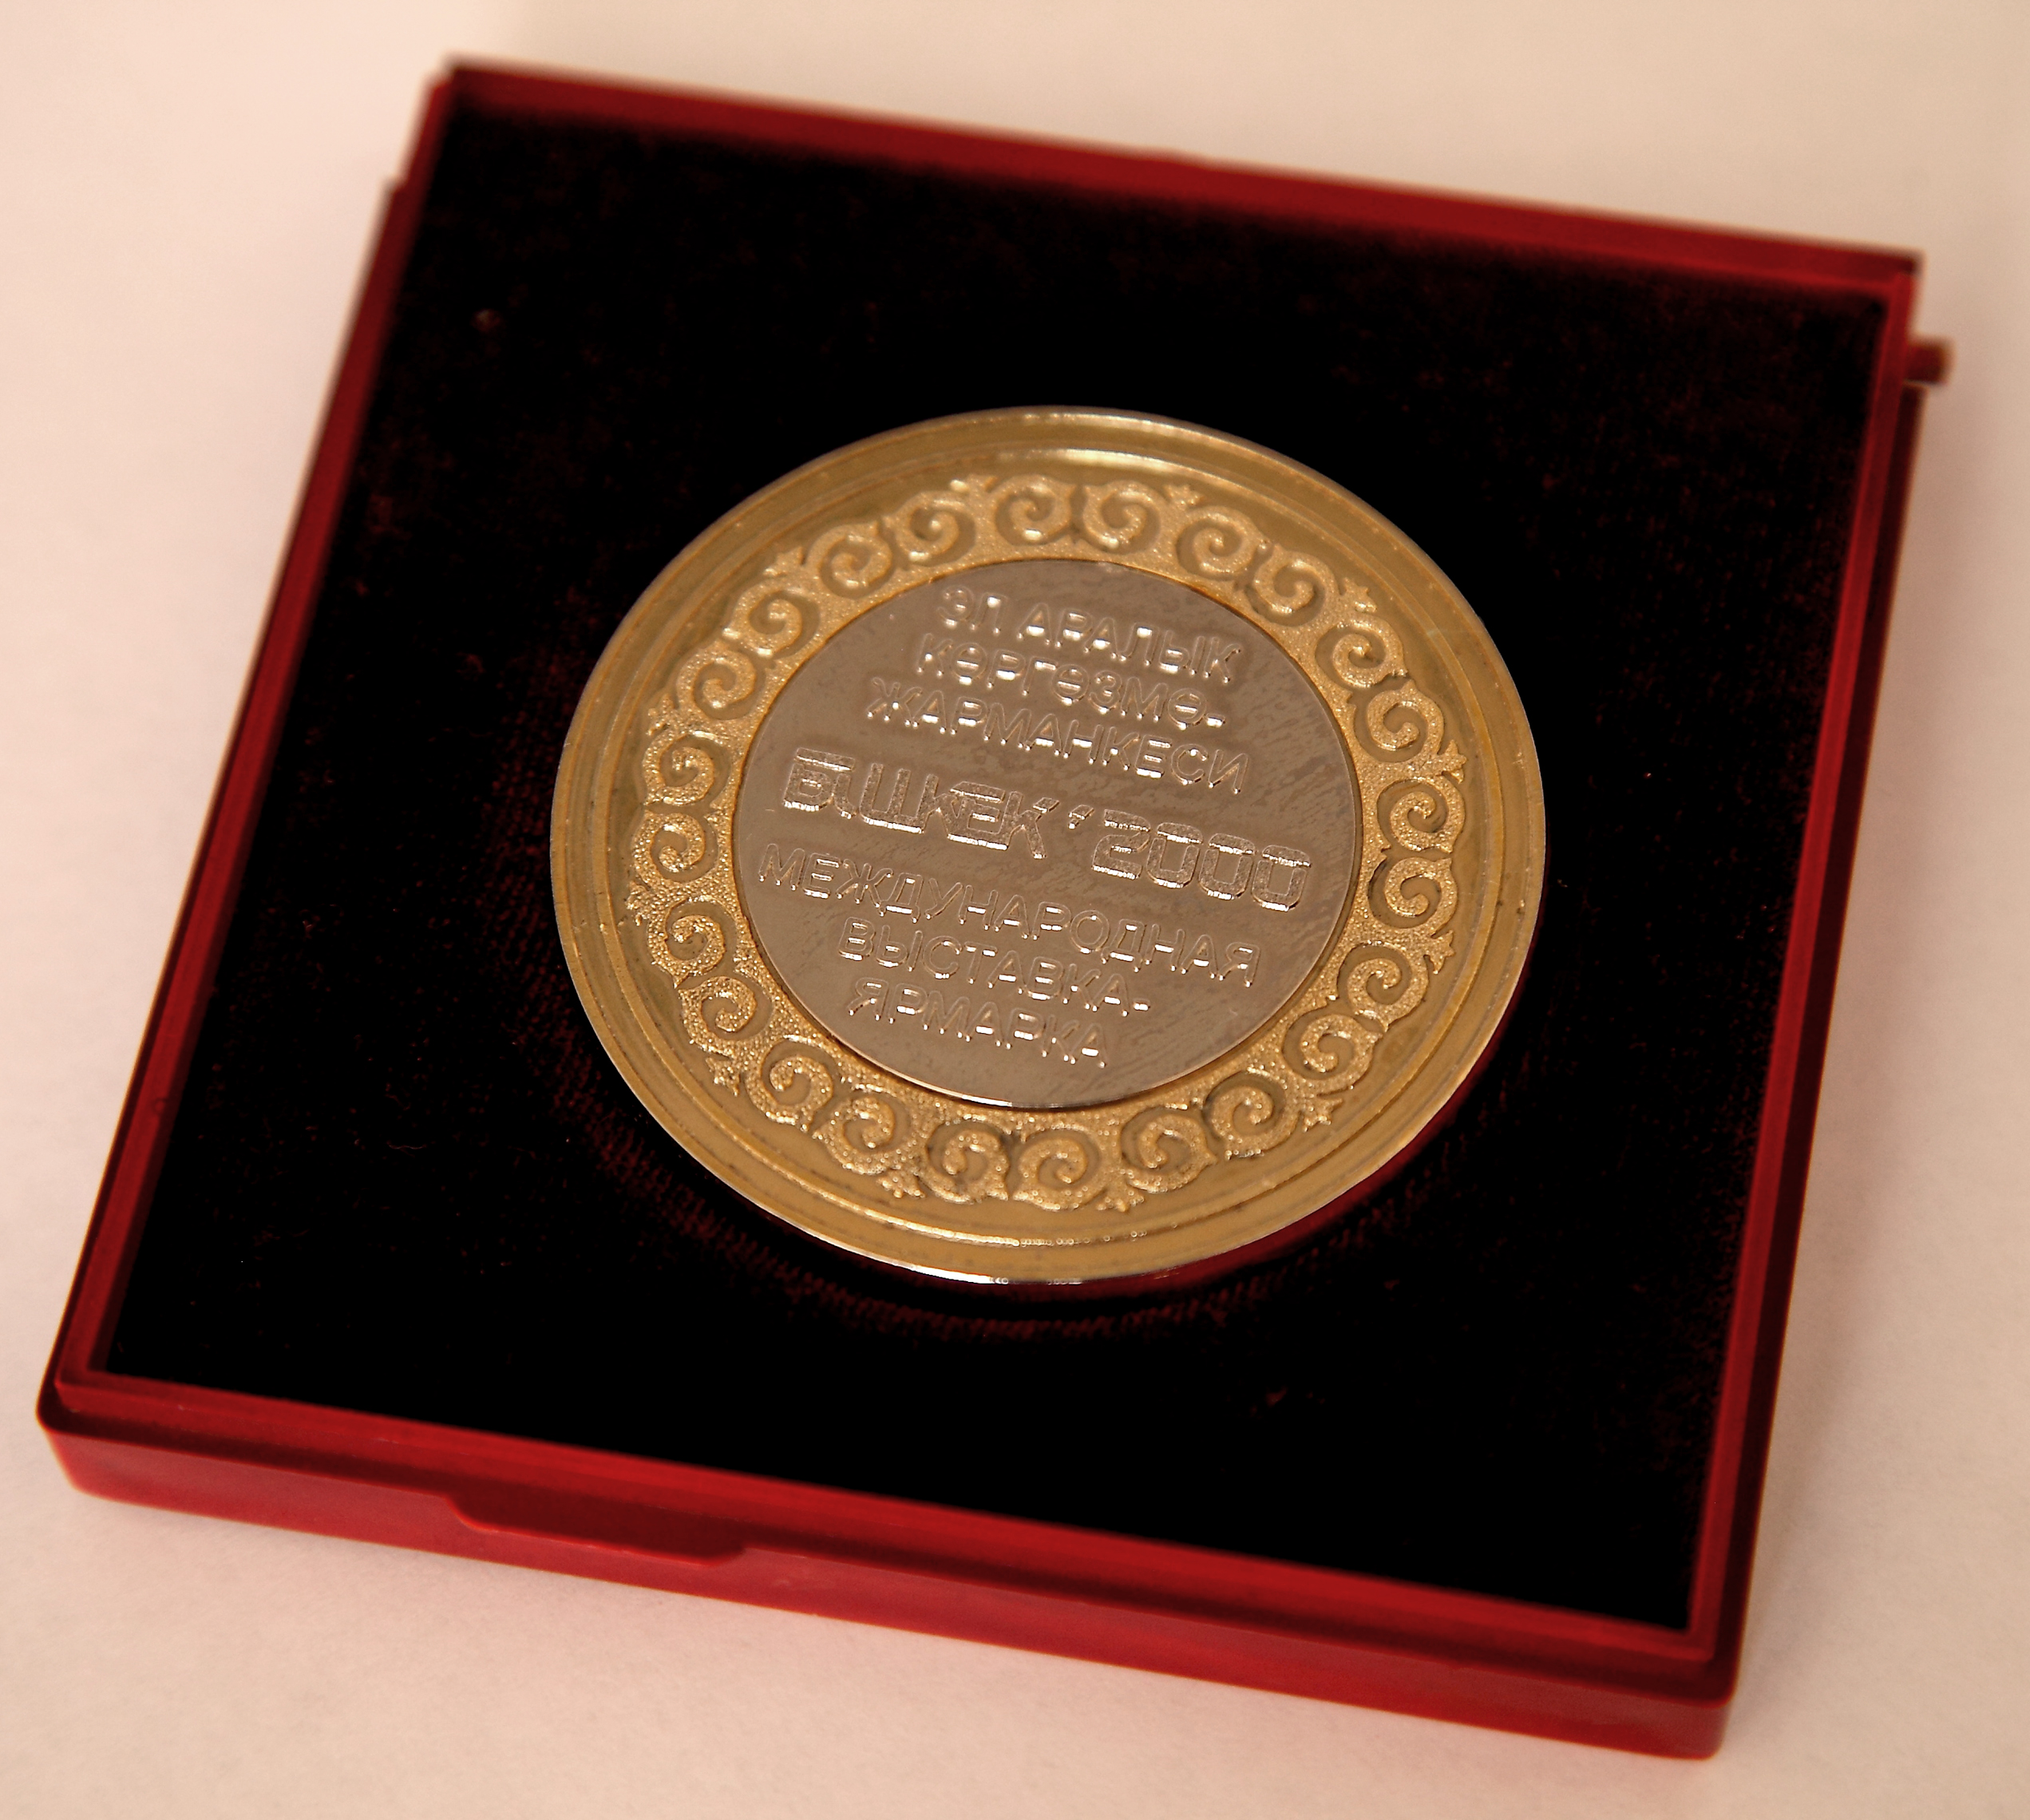 ЭЛ АРАЛЫК
КӨРГӨЗМӨ-
ЖАРМАНКЕСИ
БИШКЕК '2000
МЕЖДУНАРОДНАЯ
ВЫСТАВКА-
ЯРМАРКА